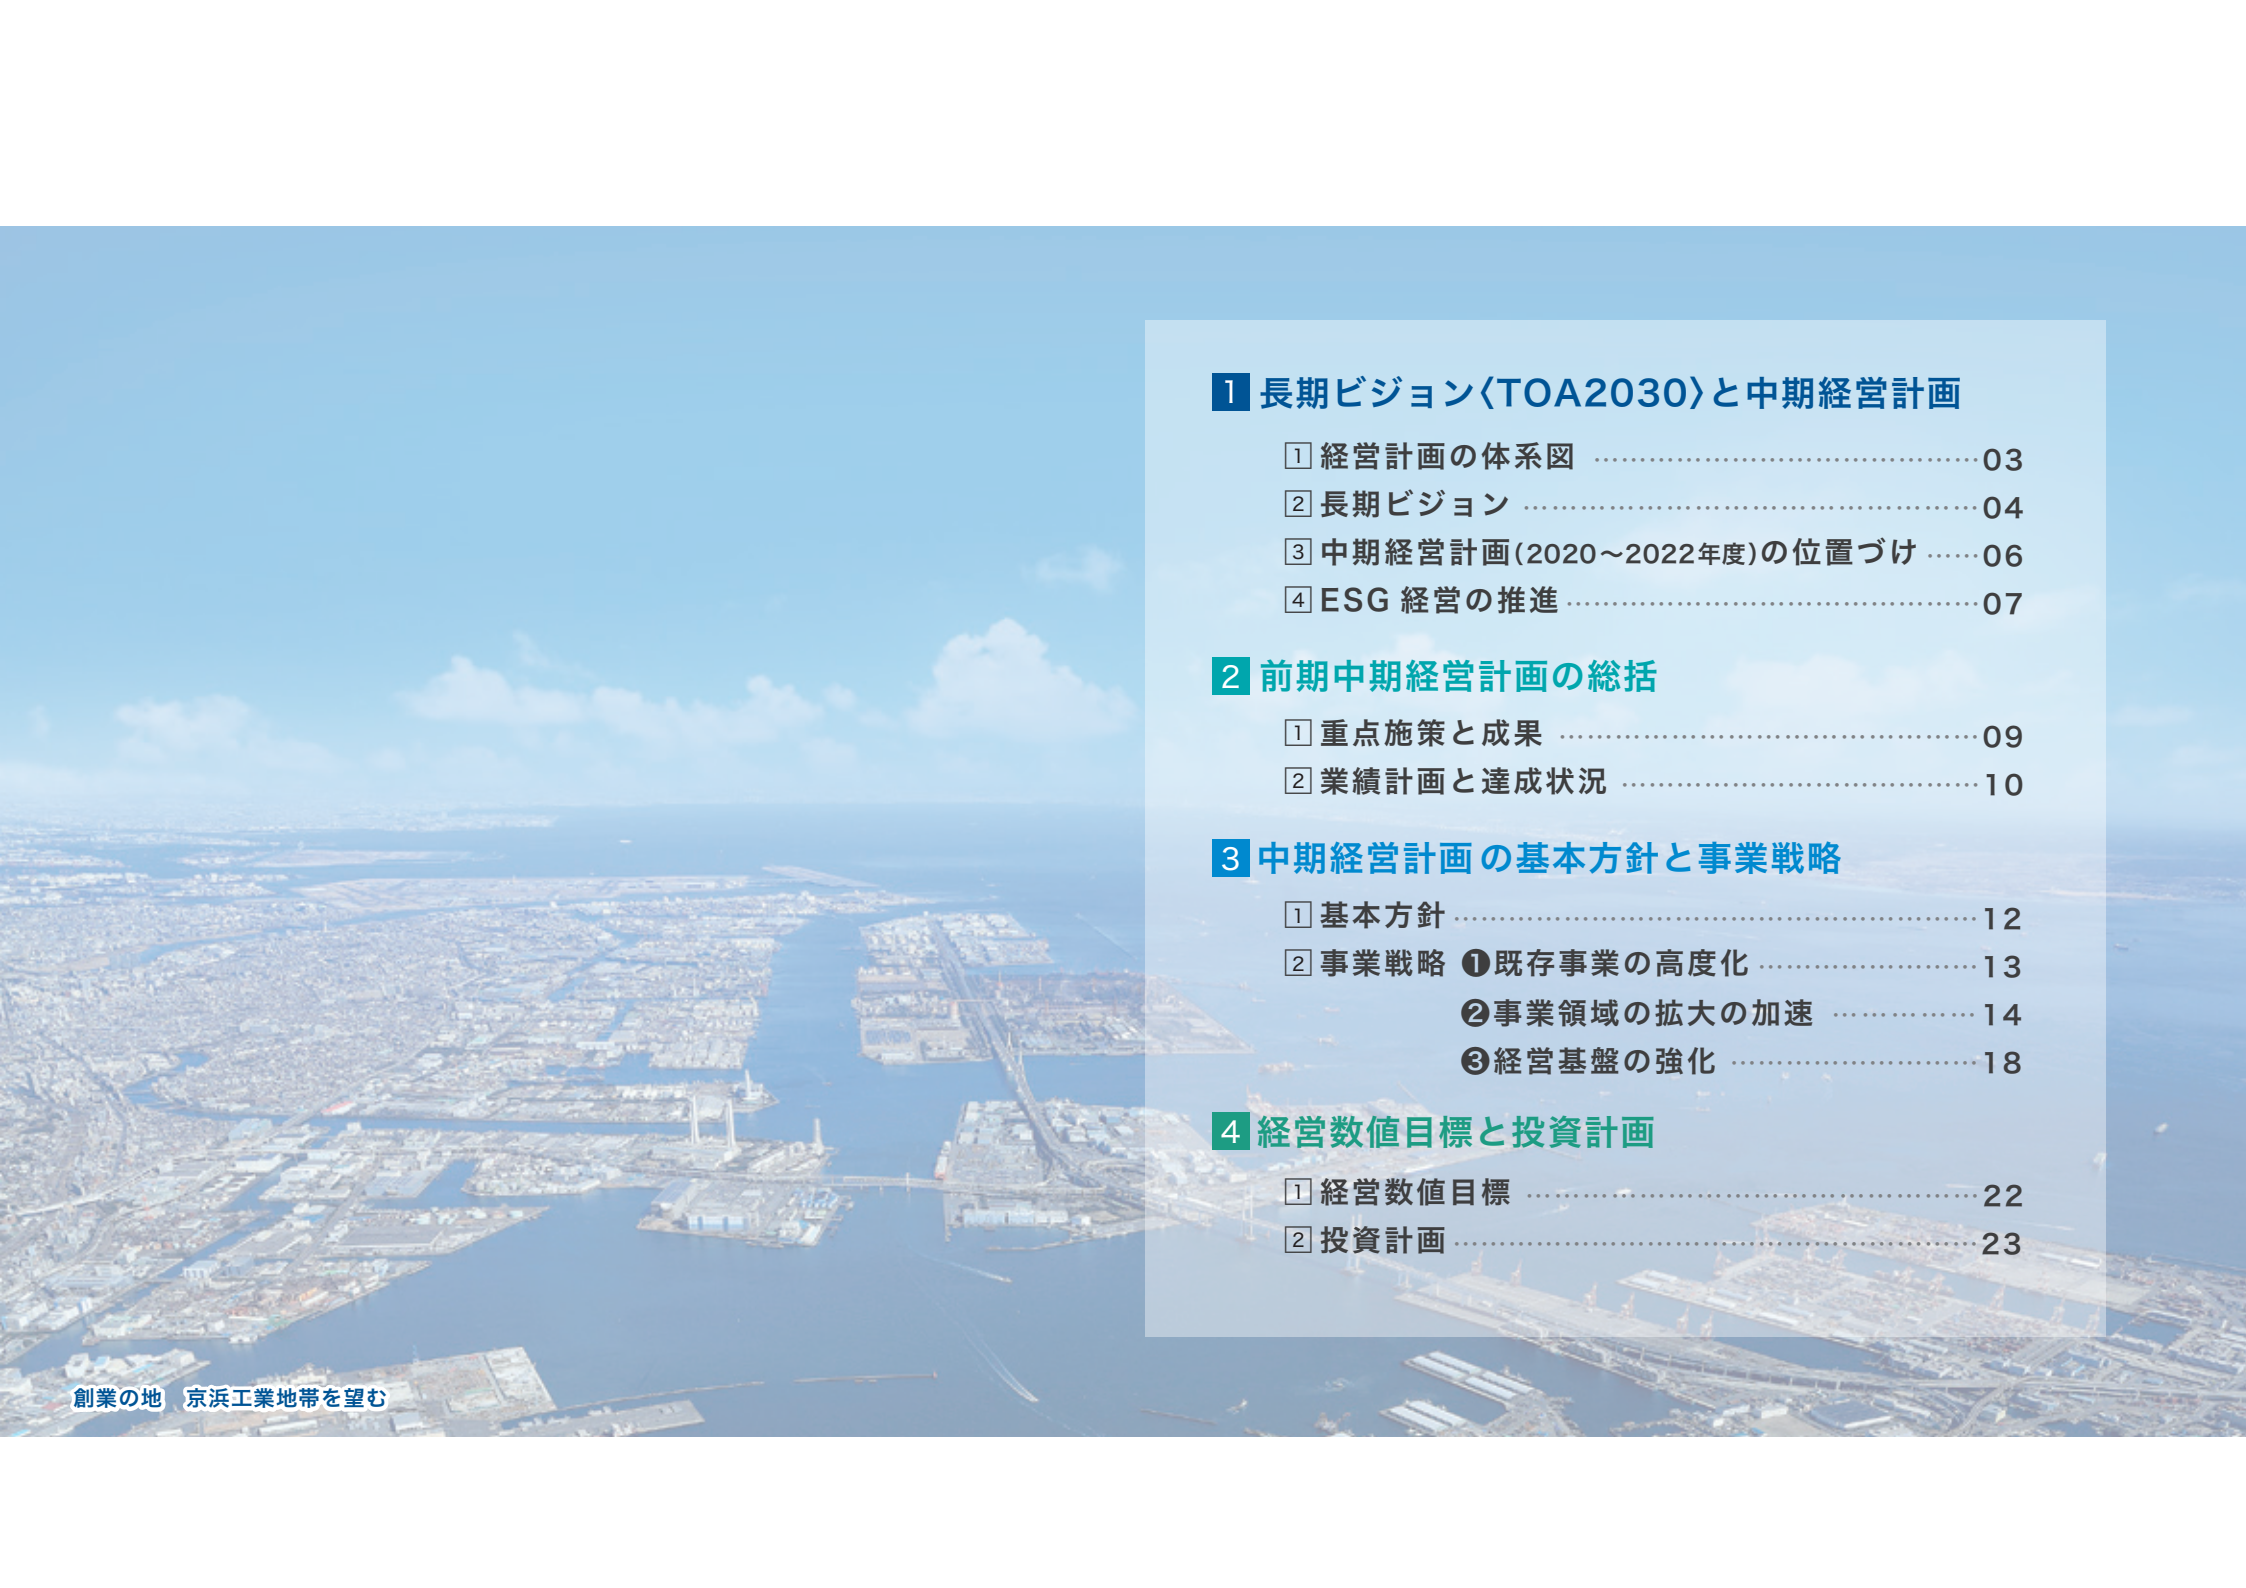 1 長期ビジョン〈TOA2030〉と中期経営計画
1 経営計画の体系図 ………………………………… 03
2 長期ビジョン ………………………………… 04
3 中期経営計画(2020～2022年度)の位置づけ …… 06
4 ESG 経営の推進 ………………………………… 07
2 前期中期経営計画の総括
1 重点施策と成果 ………………………………… 09
2 業績計画と達成状況 ………………………………… 10
3 中期経営計画の基本方針と事業戦略
1 基本方針 ………………………………… 12
2 事業戦略 ❶既存事業の高度化 …………………… 13
❷事業領域の拡大の加速 …………… 14
❸経営基盤の強化 ……………………… 18
4 経営数値目標と投資計画
1 経営数値目標 ………………………………… 22
2 投資計画 ………………………………… 23
創業の地　京浜工業地帯を望む